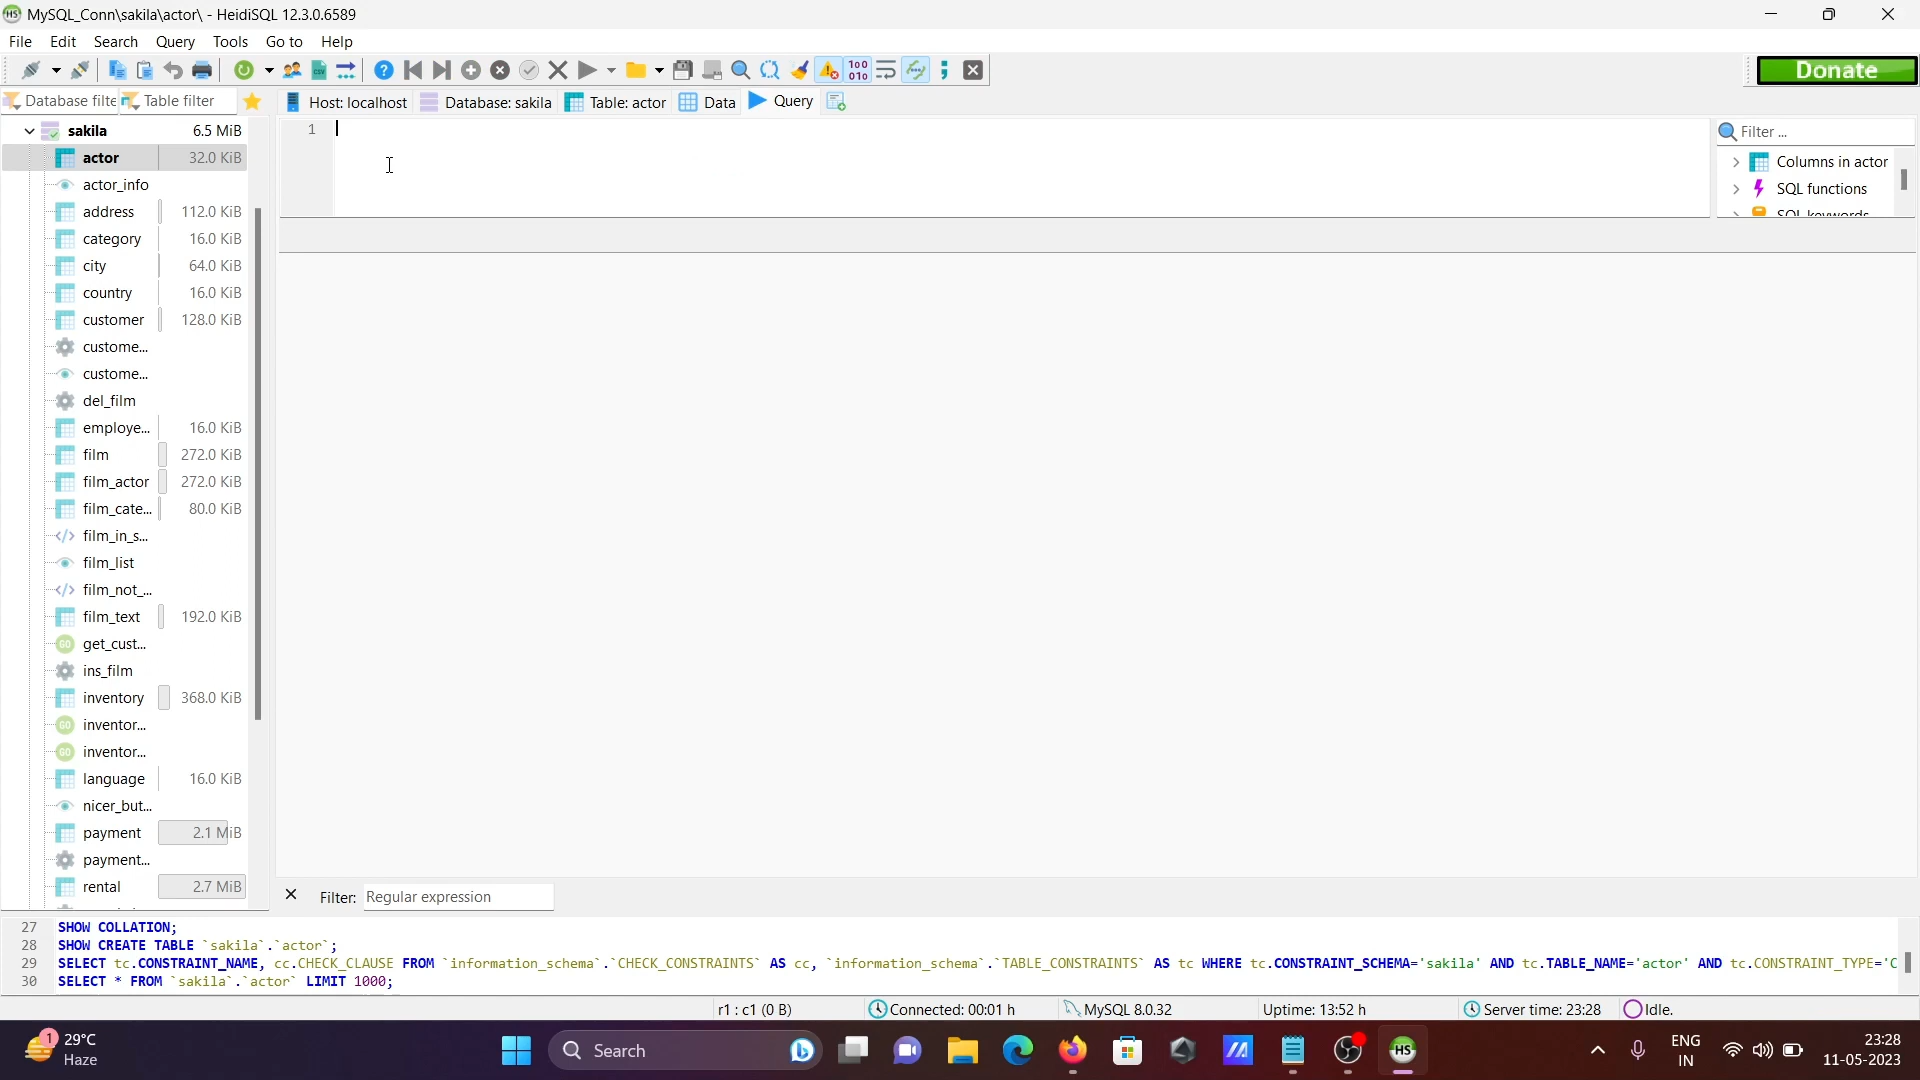 MySQL_Conn\sakila\actor\ - HeidiSQL 12.3.0.6589
File Edit Search Query Tools Go to Help
Donate
Database filte Table filter Host: localhost Database: sakila Table: actor Data Query
sakila 6.5 MiB
actor 32.0 KiB
actor_info
address 112.0 KiB
category 16.0 KiB
city 64.0 KiB
country 16.0 KiB
customer 128.0 KiB
custome...
custome...
del_film
employe... 16.0 KiB
film 272.0 KiB
film_actor 272.0 KiB
film_cate... 80.0 KiB
film_in_s...
film_list
film_not_...
film_text 192.0 KiB
get_cust...
ins_film
inventory 368.0 KiB
inventor...
inventor...
language 16.0 KiB
nicer_but...
payment 2.1 MiB
payment...
rental 2.7 MiB
1
Filter ...
Columns in actor
SQL functions
SQL keywords
Filter: Regular expression
27 SHOW COLLATION;
28 SHOW CREATE TABLE `sakila`.`actor`;
29 SELECT tc.CONSTRAINT_NAME, cc.CHECK_CLAUSE FROM `information_schema`.`CHECK_CONSTRAINTS` AS cc, `information_schema`.`TABLE_CONSTRAINTS` AS tc WHERE tc.CONSTRAINT_SCHEMA='sakila' AND tc.TABLE_NAME='actor' AND tc.CONSTRAINT_TYPE='C
30 SELECT * FROM `sakila`.`actor` LIMIT 1000;
r1 : c1 (0 B) Connected: 00:01 h MySQL 8.0.32 Uptime: 13:52 h Server time: 23:28 Idle.
1 29°C
Haze
Search
HS
ENG
IN
23:28
11-05-2023